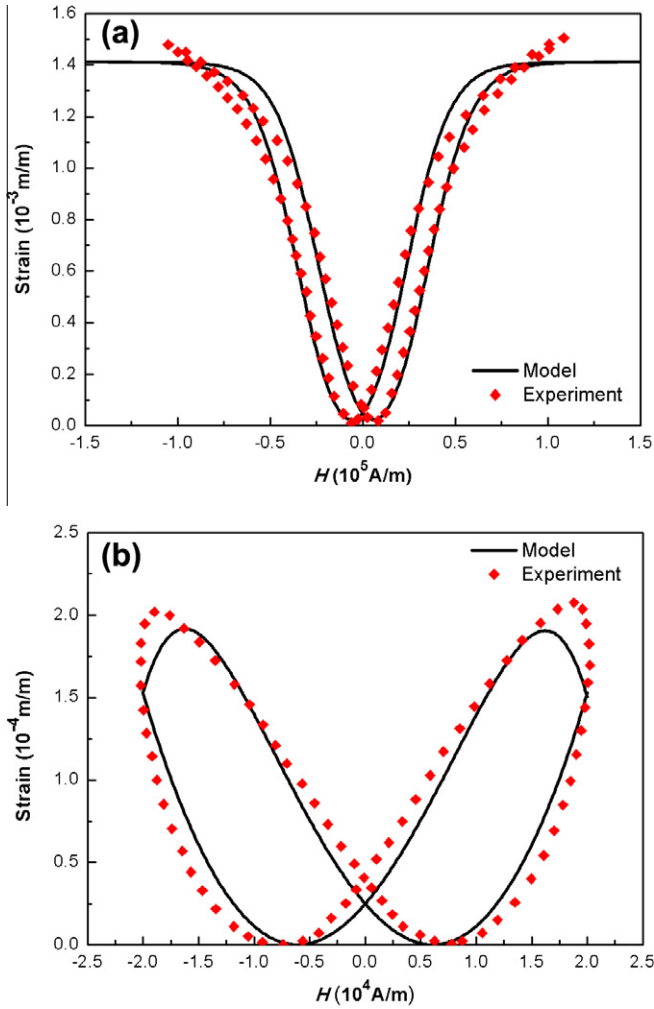 (a)
1.6
1.4
1.2
1.0
0.8
0.6
0.4
0.2
0.0
Strain (10⁻³m/m)
Model
Experiment
-1.5 -1.0 -0.5 0.0 0.5 1.0 1.5
H (10⁵A/m)
(b)
2.5
2.0
1.5
1.0
0.5
0.0
Strain (10⁻⁴m/m)
Model
Experiment
-2.5 -2.0 -1.5 -1.0 -0.5 0.0 0.5 1.0 1.5 2.0 2.5
H (10⁴A/m)